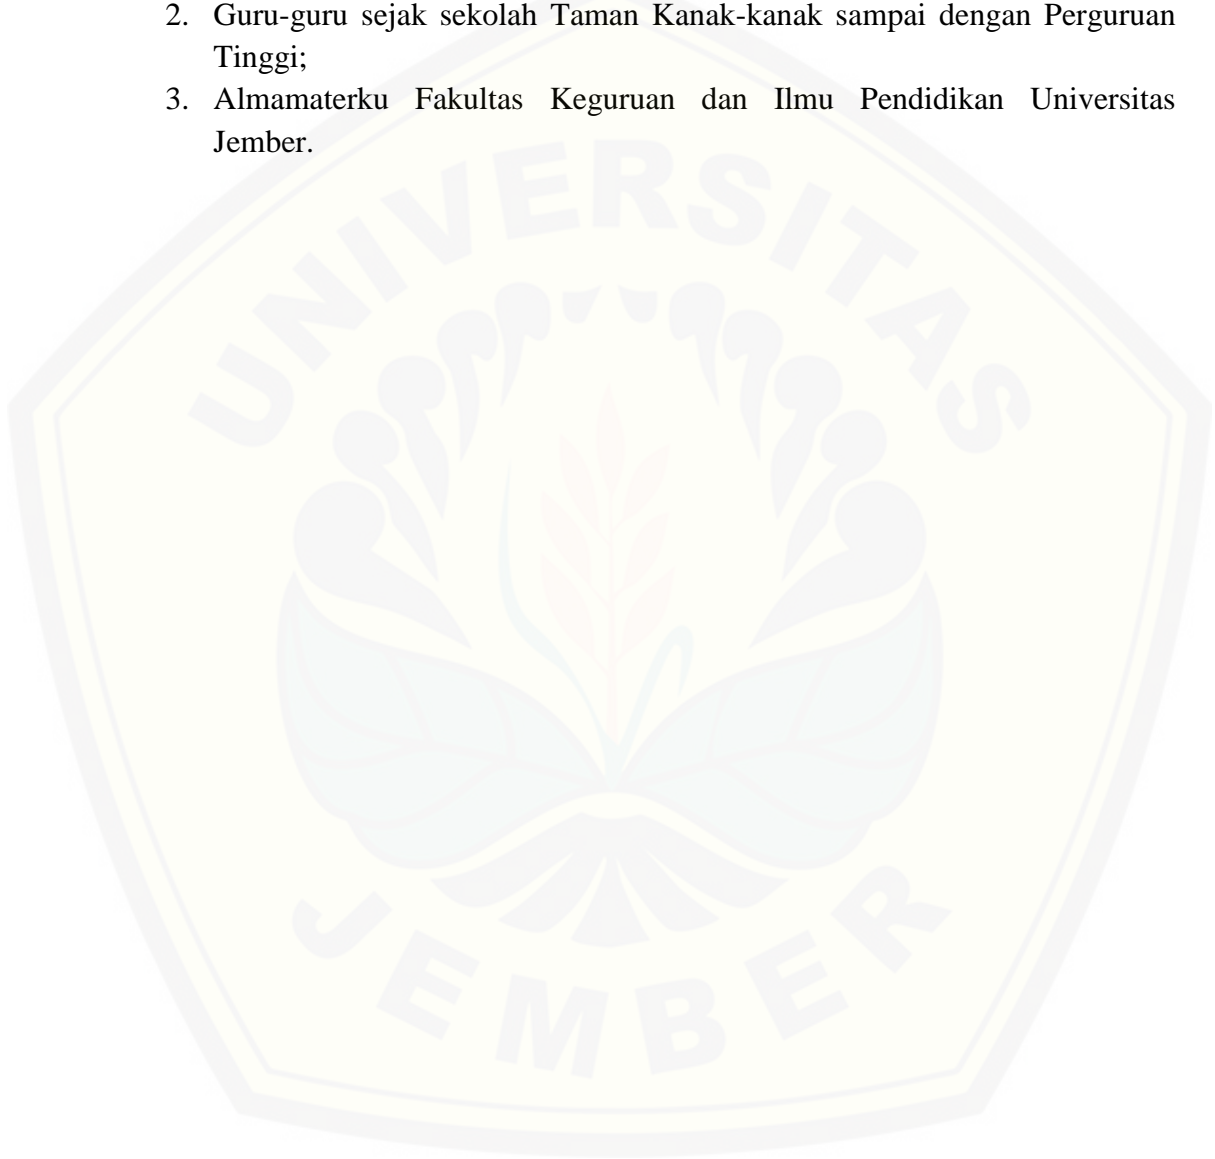 2. Guru-guru sejak sekolah Taman Kanak-kanak sampai dengan Perguruan
Tinggi;
3. Almamaterku Fakultas Keguruan dan Ilmu Pendidikan Universitas
Jember.
UNIVERSITAS
JEMBER